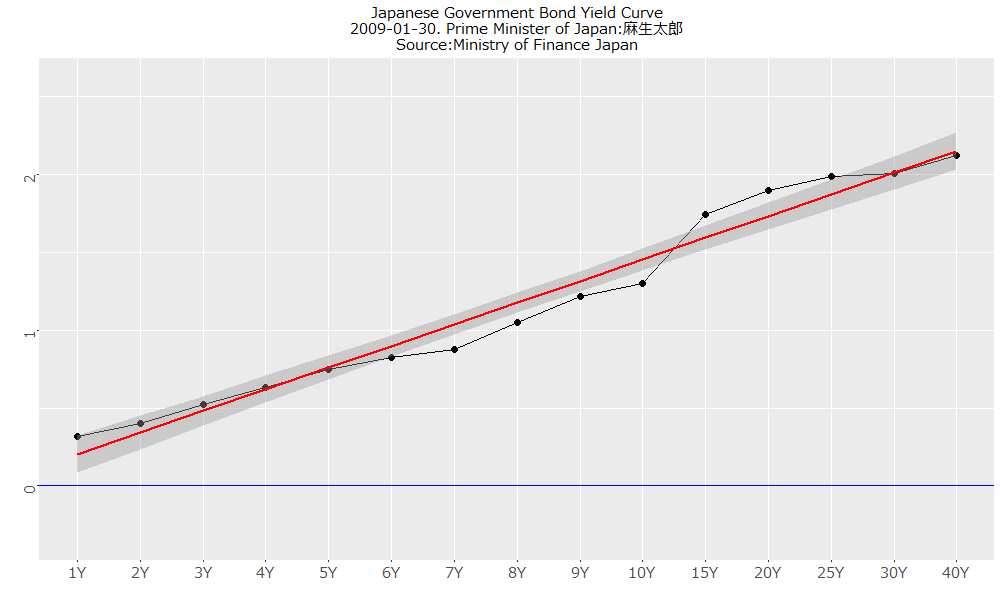 Japanese Government Bond Yield Curve
2009-01-30. Prime Minister of Japan:麻生太郎
Source:Ministry of Finance Japan
2
1
0
1Y 2Y 3Y 4Y 5Y 6Y 7Y 8Y 9Y 10Y 15Y 20Y 25Y 30Y 40Y